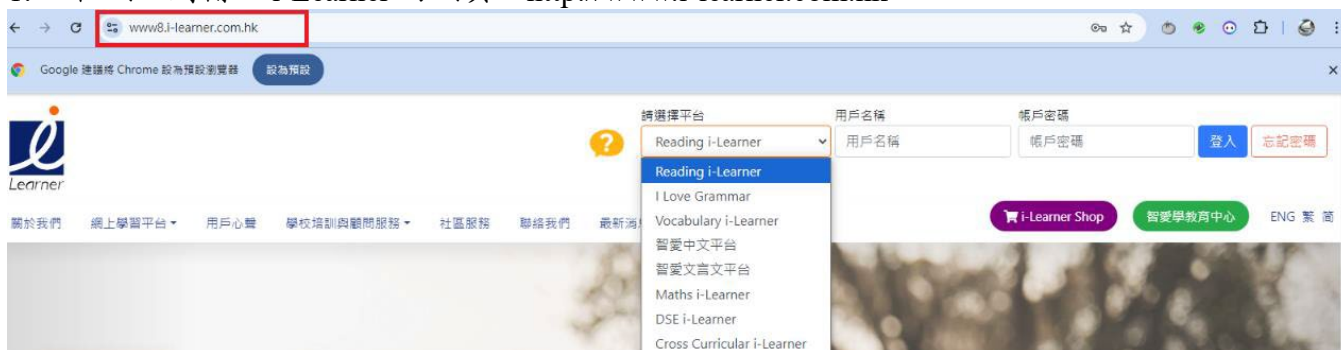 www8.i-learner.com.hk
Google 建議將 Chrome 設為預設瀏覽器 設為預設
請選擇平台 用戶名稱 帳戶密碼
Reading i-Learner 用戶名稱 帳戶密碼 登入 忘記密碼
Learner
Reading i-Learner
I Love Grammar
Vocabulary i-Learner
智愛中文平台
智愛文言文平台
Maths i-Learner
DSE i-Learner
Cross Curricular i-Learner
關於我們 網上學習平台 用戶心聲 學校培訓與顧問服務 社區服務 聯絡我們 最新消
i-Learner Shop 智愛學教育中心 ENG 繁 简